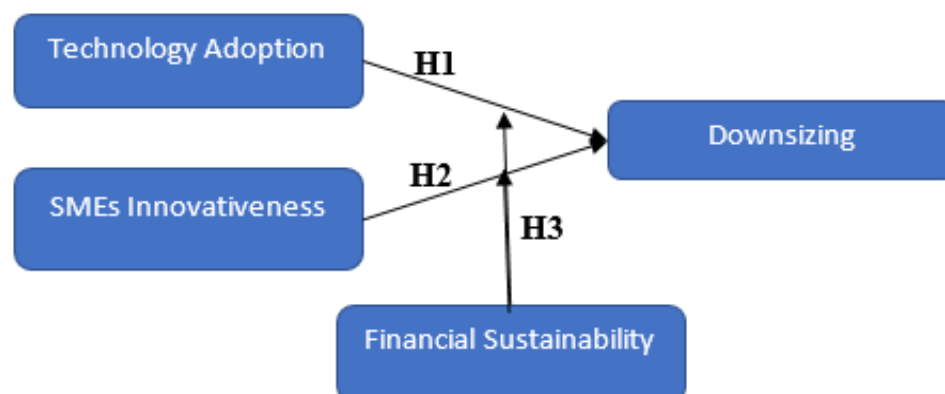 Technology Adoption
H1
Downsizing
SMEs Innovativeness
H2
H3
Financial Sustainability